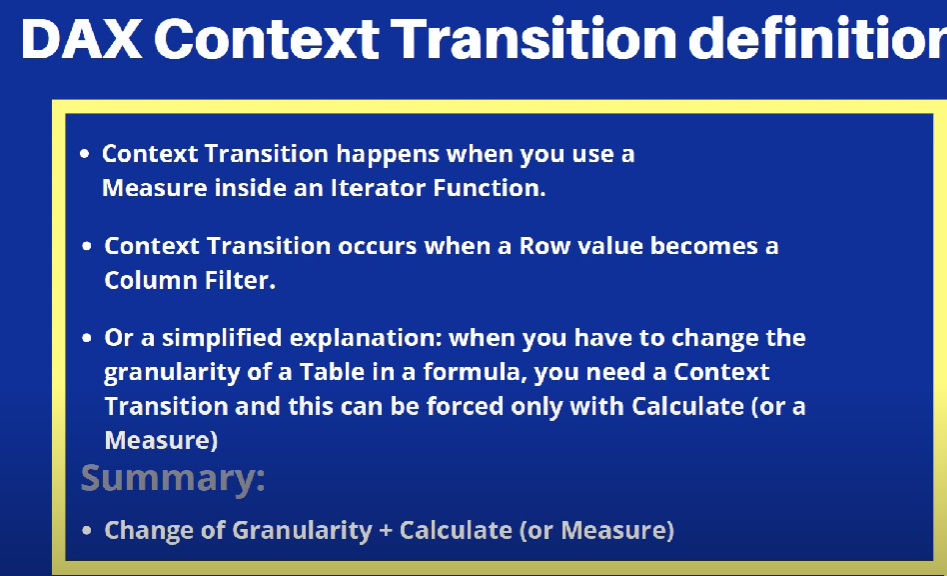 DAX Context Transition definition
• Context Transition happens when you use a
Measure inside an Iterator Function.
• Context Transition occurs when a Row value becomes a
Column Filter.
• Or a simplified explanation: when you have to change the
granularity of a Table in a formula, you need a Context
Transition and this can be forced only with Calculate (or a
Measure)
Summary:
• Change of Granularity + Calculate (or Measure)